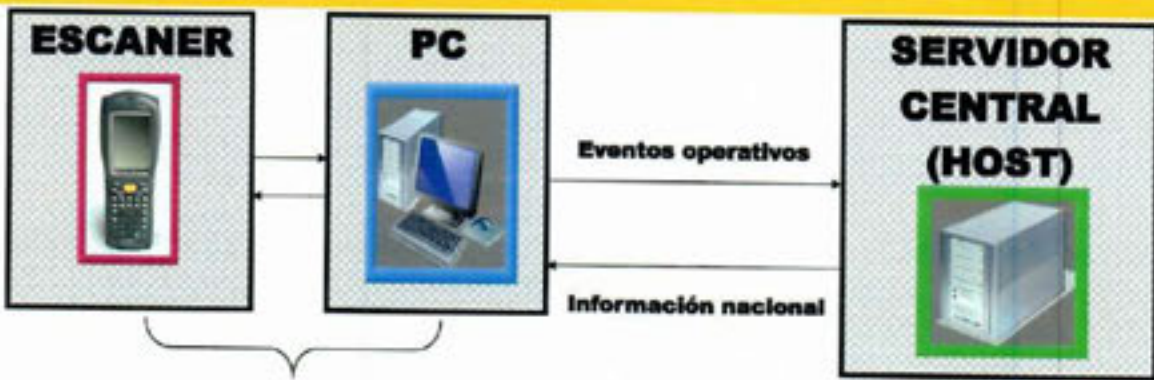 ESCANER
PC
SERVIDOR
CENTRAL
(HOST)
Eventos operativos
Información nacional